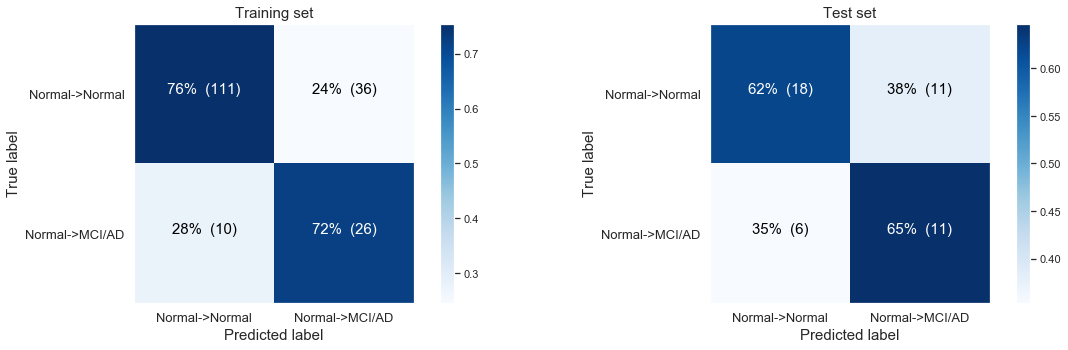 Training set
True label
Normal->Normal
Normal->MCI/AD
76% (111)
24% (36)
28% (10)
72% (26)
Normal->Normal
Normal->MCI/AD
Predicted label
0.7
0.6
0.5
0.4
0.3
Test set
True label
Normal->Normal
Normal->MCI/AD
62% (18)
38% (11)
35% (6)
65% (11)
Normal->Normal
Normal->MCI/AD
Predicted label
0.60
0.55
0.50
0.45
0.40